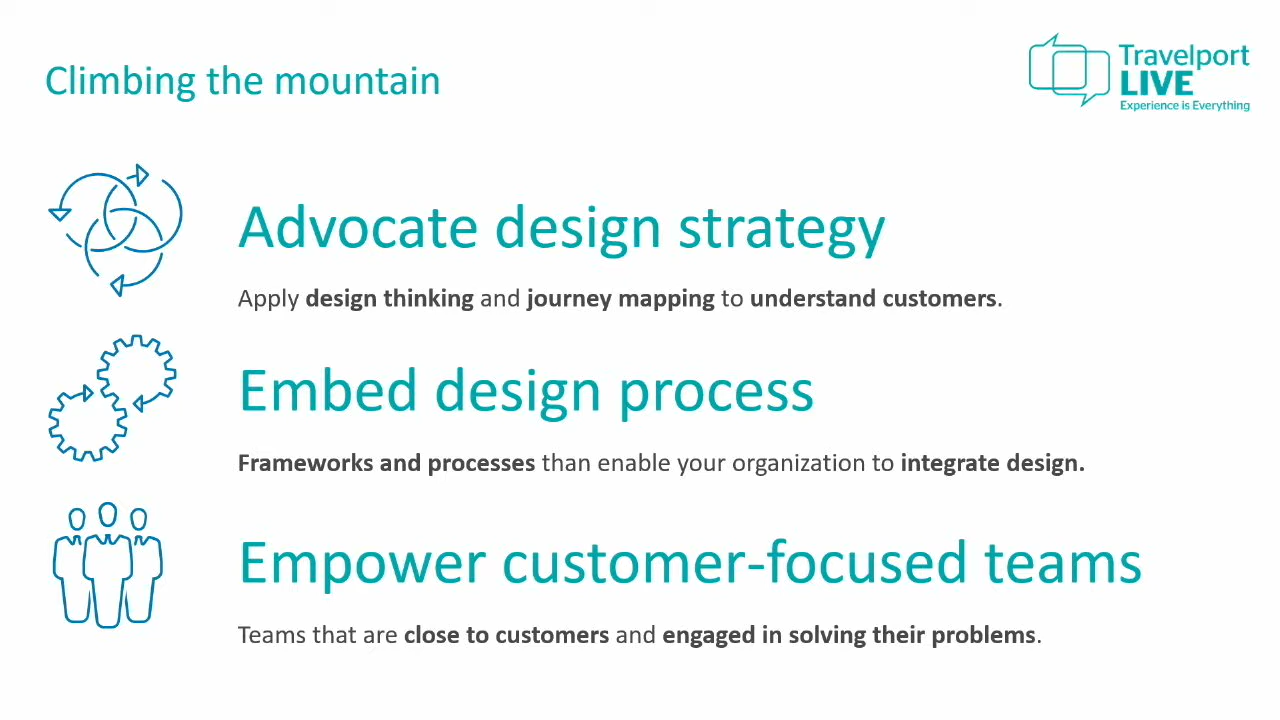 Climbing the mountain
Travelport
LIVE
Experience is Everything
Advocate design strategy
Apply design thinking and journey mapping to understand customers.
Embed design process
Frameworks and processes than enable your organization to integrate design.
Empower customer-focused teams
Teams that are close to customers and engaged in solving their problems.